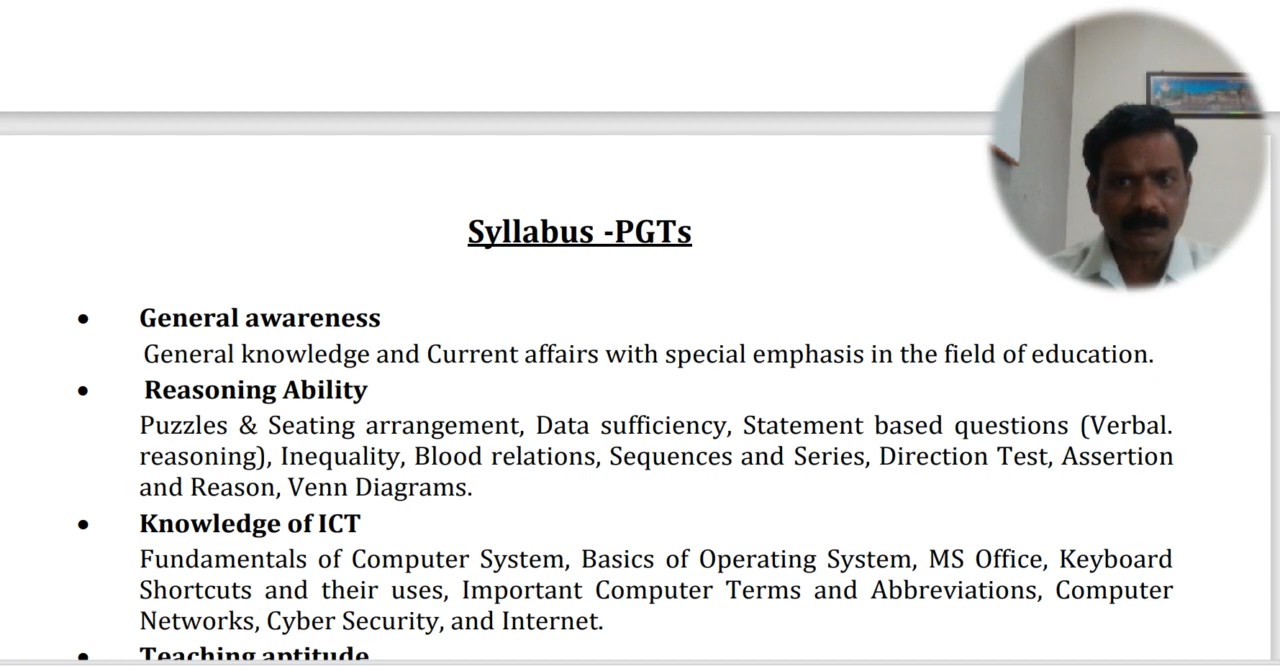 Syllabus -PGTs
• General awareness
General knowledge and Current affairs with special emphasis in the field of education.
• Reasoning Ability
Puzzles & Seating arrangement, Data sufficiency, Statement based questions (Verbal.
reasoning), Inequality, Blood relations, Sequences and Series, Direction Test, Assertion
and Reason, Venn Diagrams.
• Knowledge of ICT
Fundamentals of Computer System, Basics of Operating System, MS Office, Keyboard
Shortcuts and their uses, Important Computer Terms and Abbreviations, Computer
Networks, Cyber Security, and Internet.
• Teaching aptitude